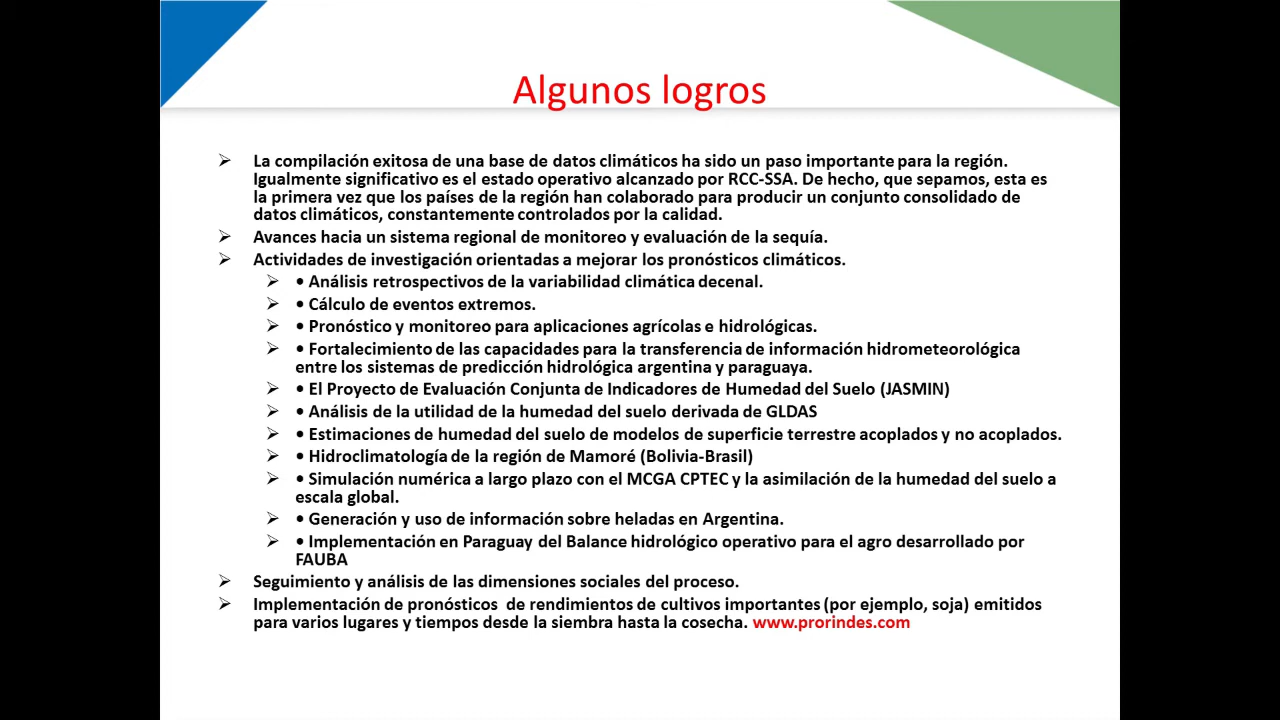 Algunos logros
➢ La compilación exitosa de una base de datos climáticos ha sido un paso importante para la región.
Igualmente significativo es el estado operativo alcanzado por RCC-SSA. De hecho, que sepamos, esta es
la primera vez que los países de la región han colaborado para producir un conjunto consolidado de
datos climáticos, constantemente controlados por la calidad.
➢ Avances hacia un sistema regional de monitoreo y evaluación de la sequía.
➢ Actividades de investigación orientadas a mejorar los pronósticos climáticos.
➢ • Análisis retrospectivos de la variabilidad climática decenal.
➢ • Cálculo de eventos extremos.
➢ • Pronóstico y monitoreo para aplicaciones agrícolas e hidrológicas.
➢ • Fortalecimiento de las capacidades para la transferencia de información hidrometeorológica
entre los sistemas de predicción hidrológica argentina y paraguaya.
➢ • El Proyecto de Evaluación Conjunta de Indicadores de Humedad del Suelo (JASMIN)
➢ • Análisis de la utilidad de la humedad del suelo derivada de GLDAS
➢ • Estimaciones de humedad del suelo de modelos de superficie terrestre acoplados y no acoplados.
➢ • Hidroclimatología de la región de Mamoré (Bolivia-Brasil)
➢ • Simulación numérica a largo plazo con el MCGA CPTEC y la asimilación de la humedad del suelo a
escala global.
➢ • Generación y uso de información sobre heladas en Argentina.
➢ • Implementación en Paraguay del Balance hidrológico operativo para el agro desarrollado por
FAUBA
➢ Seguimiento y análisis de las dimensiones sociales del proceso.
➢ Implementación de pronósticos de rendimientos de cultivos importantes (por ejemplo, soja) emitidos
para varios lugares y tiempos desde la siembra hasta la cosecha. www.prorindes.com